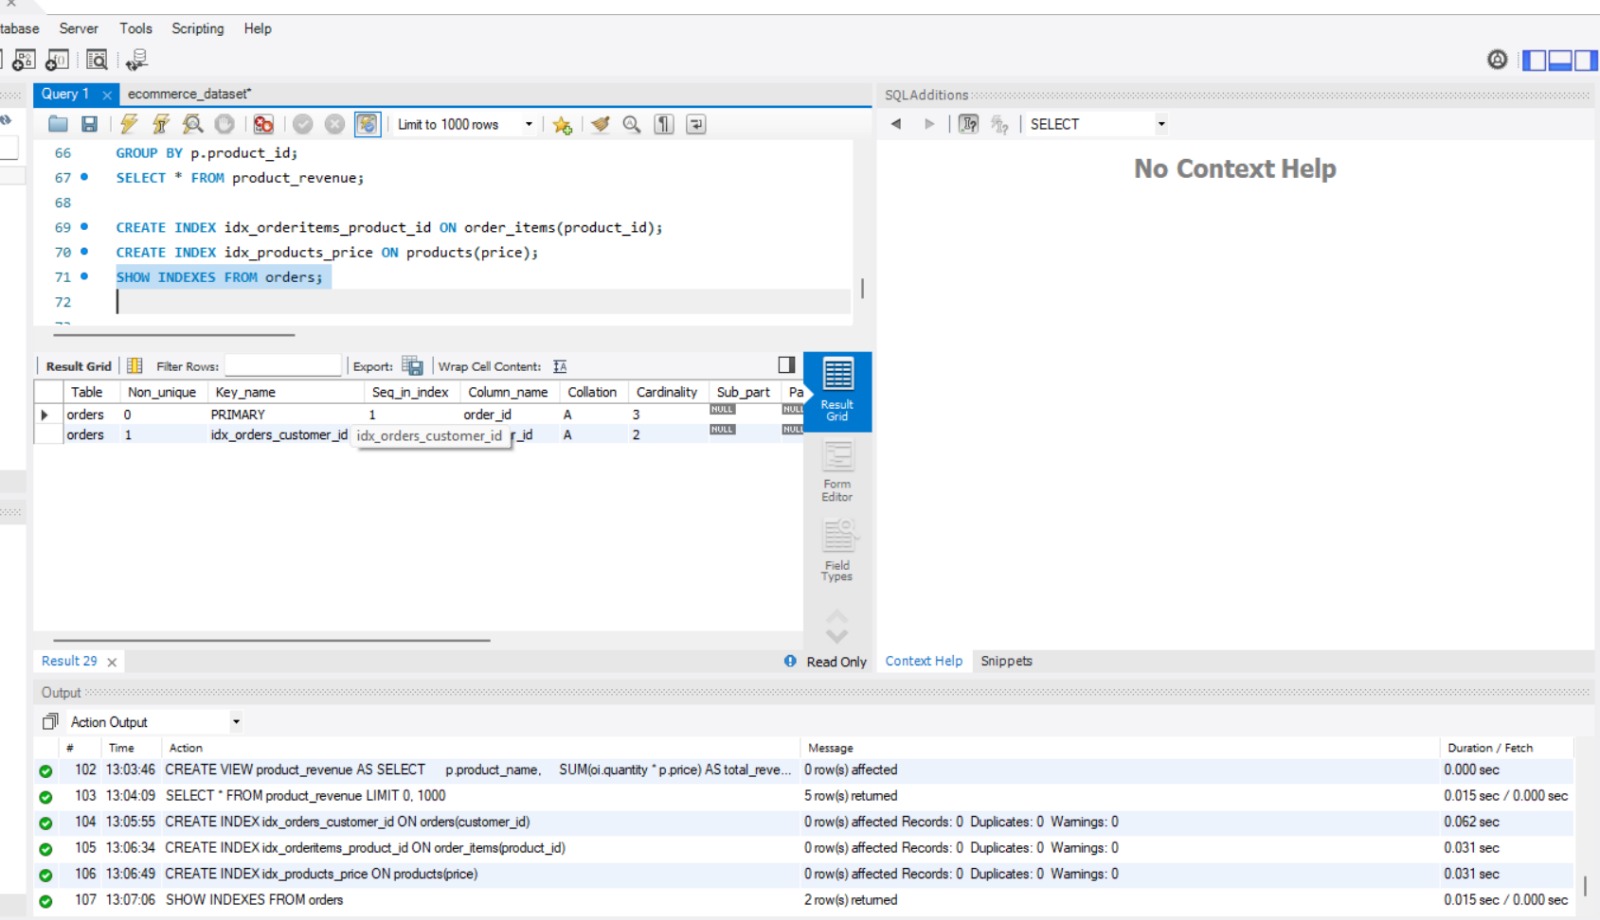 tabase Server Tools Scripting Help
Query 1 × ecommerce_dataset*
Limit to 1000 rows
66 GROUP BY p.product_id;
67 SELECT * FROM product_revenue;
68
69 CREATE INDEX idx_orderitems_product_id ON order_items(product_id);
70 CREATE INDEX idx_products_price ON products(price);
71 SHOW INDEXES FROM orders;
72
SQLAdditions
SELECT
No Context Help
Result Grid Filter Rows: Export: Wrap Cell Content:
Table Non_unique Key_name Seq_in_index Column_name Collation Cardinality Sub_part Pa
orders 0 PRIMARY 1 order_id A 3 NULL NULL
orders 1 idx_orders_customer_id r_id A 2 NULL NULL
idx_orders_customer_id
Result Grid
Form Editor
Field Types
Result 29 × Read Only
Context Help Snippets
Output
Action Output
# Time Action Message Duration / Fetch
102 13:03:46 CREATE VIEW product_revenue AS SELECT p.product_name, SUM(oi.quantity * p.price) AS total_reve... 0 row(s) affected 0.000 sec
103 13:04:09 SELECT * FROM product_revenue LIMIT 0, 1000 5 row(s) returned 0.015 sec / 0.000 sec
104 13:05:55 CREATE INDEX idx_orders_customer_id ON orders(customer_id) 0 row(s) affected Records: 0 Duplicates: 0 Warnings: 0 0.062 sec
105 13:06:34 CREATE INDEX idx_orderitems_product_id ON order_items(product_id) 0 row(s) affected Records: 0 Duplicates: 0 Warnings: 0 0.031 sec
106 13:06:49 CREATE INDEX idx_products_price ON products(price) 0 row(s) affected Records: 0 Duplicates: 0 Warnings: 0 0.031 sec
107 13:07:06 SHOW INDEXES FROM orders 2 row(s) returned 0.015 sec / 0.000 sec